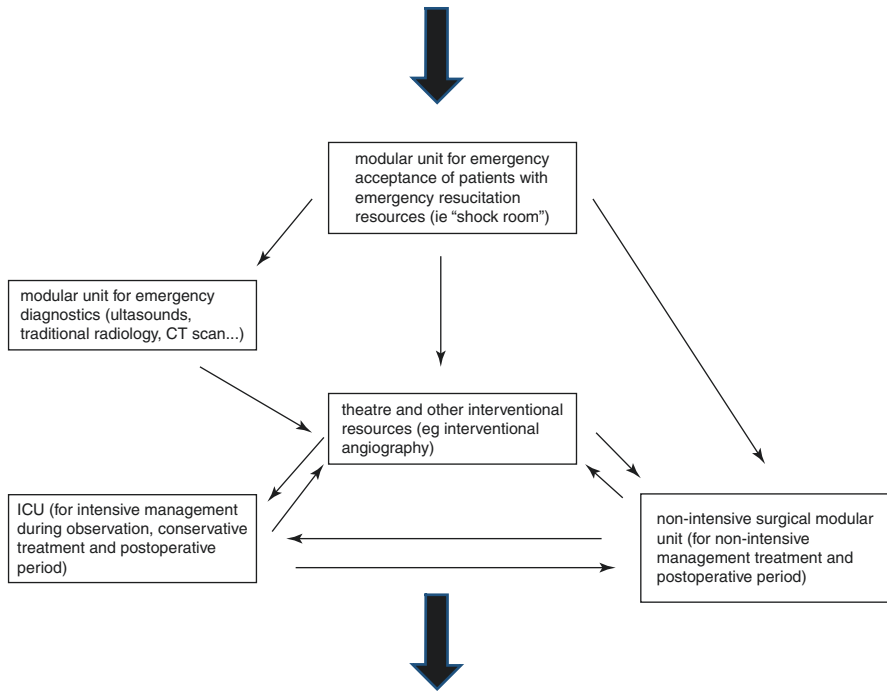 modular unit for emergency
acceptance of patients with
emergency resucitation
resources (ie “shock room”)
modular unit for emergency
diagnostics (ultasounds,
traditional radiology, CT scan...)
theatre and other interventional
resources (eg interventional
angiography)
ICU (for intensive management
during observation, conservative
treatment and postoperative
period)
non-intensive surgical modular
unit (for non-intensive
management treatment and
postoperative period)